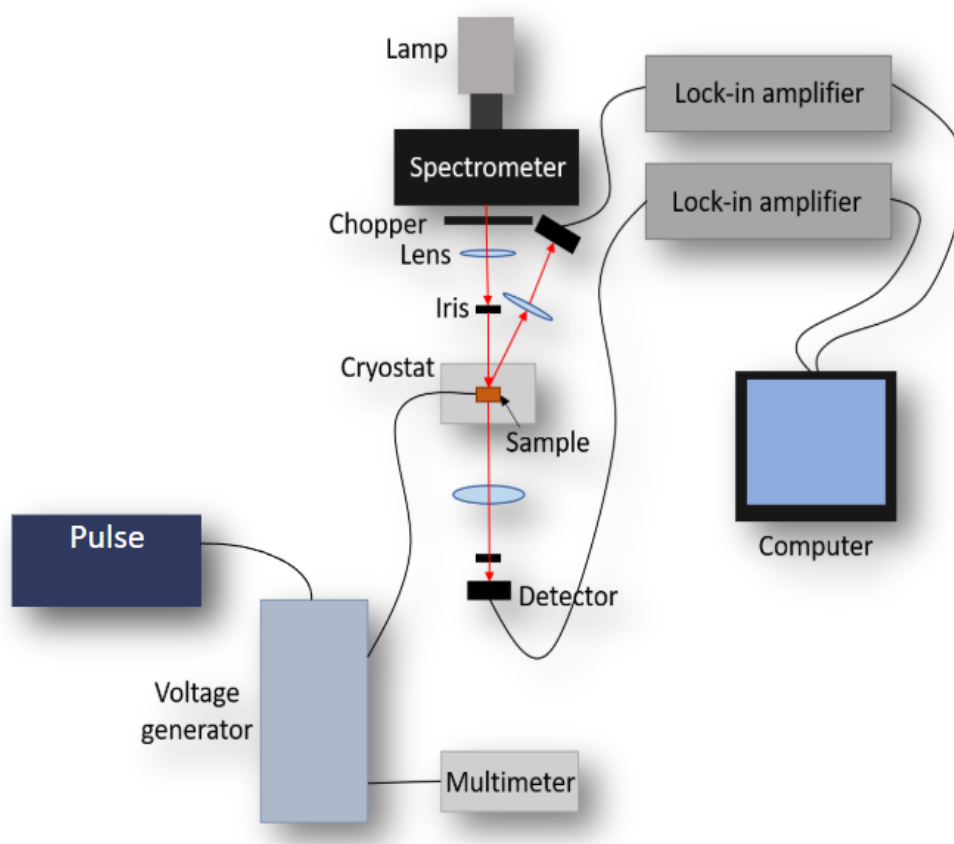 Lamp
Lock-in amplifier
Spectrometer
Lock-in amplifier
Chopper
Lens
Iris
Cryostat
Sample
Pulse
Computer
Detector
Voltage
generator
Multimeter